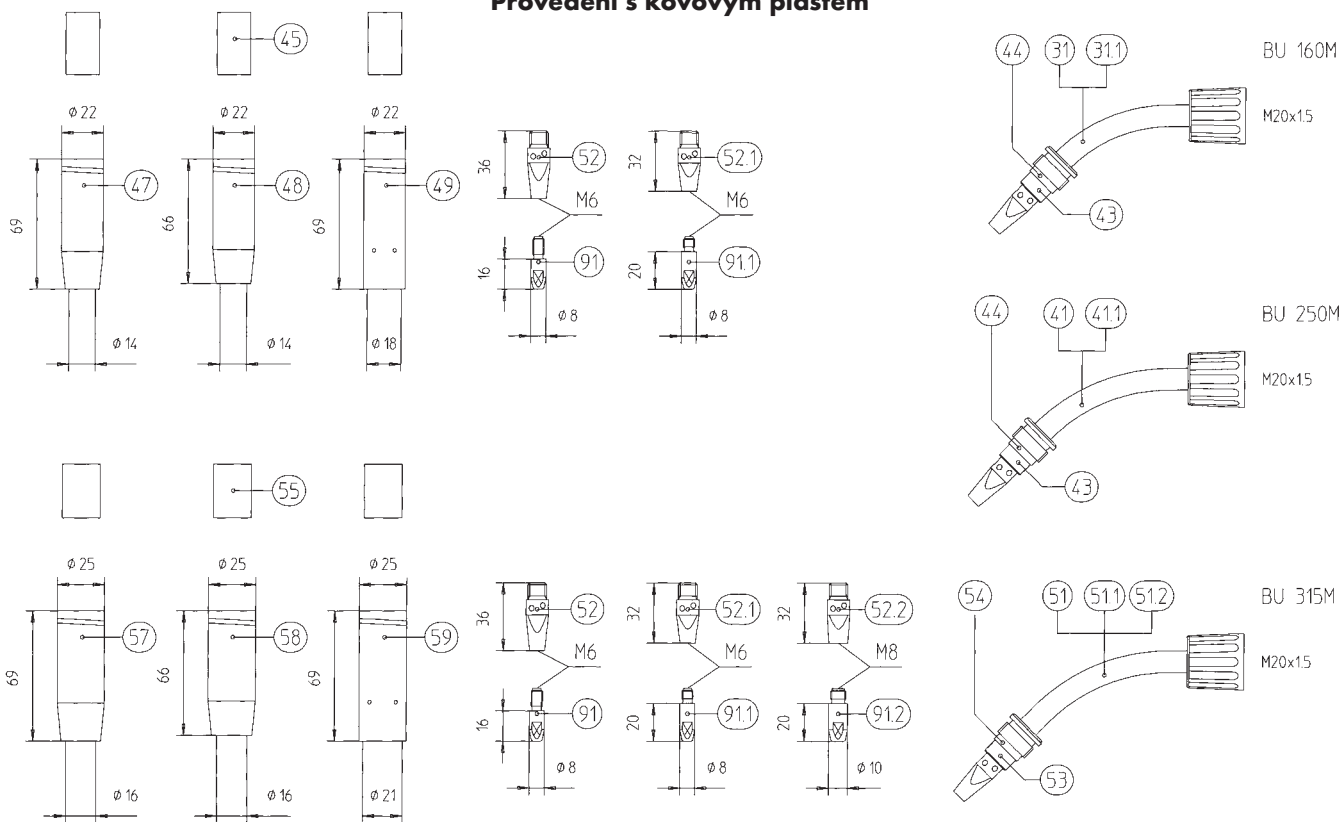 Provedení s kovovým pláštěm
45
44 31 31.1 BU 160M
ø 22 ø 22 ø 22
M20x1.5
36 52 32 52.1
47 48 49
M6 M6
43
69 66 69
16 91 20 91.1
ø 8 ø 8
44 41 41.1 BU 250M
ø 14 ø 14 ø 18
M20x1.5
55
43
ø 25 ø 25 ø 25
54 51 51.1 51.2 BU 315M
36 52 32 52.1 32 52.2
57 58 59
M6 M6 M8
M20x1.5
69 66 69
16 91 20 91.1 20 91.2
ø 8 ø 8 ø 10
53
ø 16 ø 16 ø 21